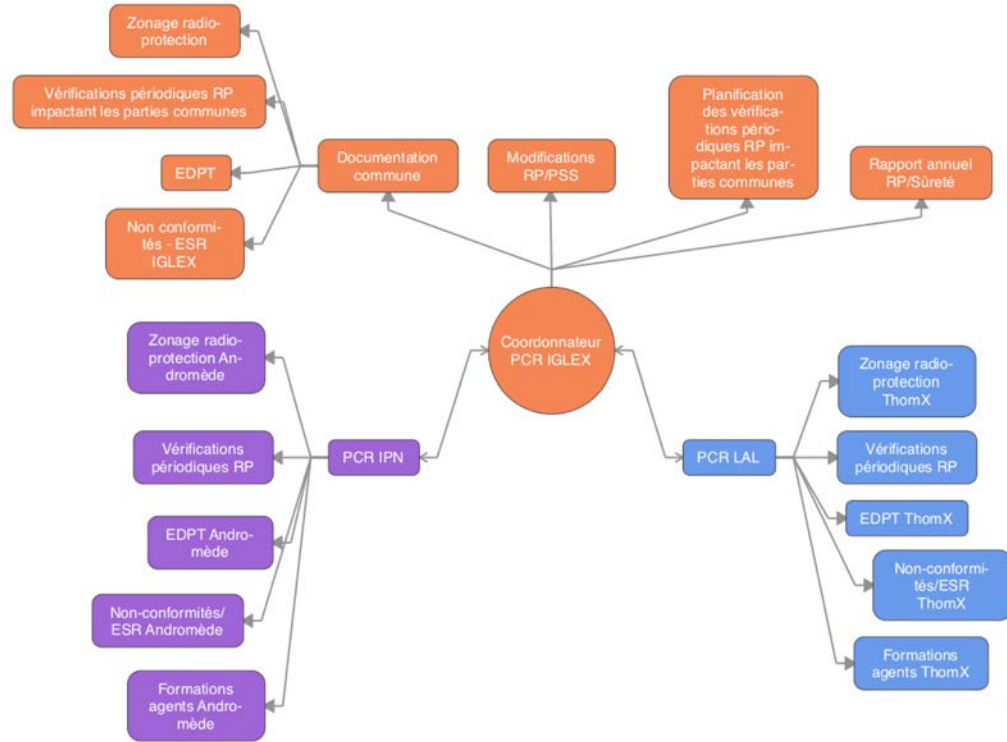 Zonage radio-
protection
Vérifications périodiques RP
impactant les parties communes
EDPT
Non conformi-
tés - ESR
IGLEX
Documentation
commune
Modifications
RP/PSS
Planification
des vérifica-
tions pério-
diques RP im-
pactant les par-
ties communes
Rapport annuel
RP/Sûreté
Coordonnateur
PCR IGLEX
Zonage radio-
protection An-
dromède
Vérifications
périodiques RP
EDPT Andro-
mède
Non-conformités/
ESR Andromède
Formations
agents Andro-
mède
PCR IPN
PCR LAL
Zonage radio-
protection
ThomX
Vérifications
périodiques RP
EDPT ThomX
Non-conformi-
tés/ESR
ThomX
Formations
agents ThomX